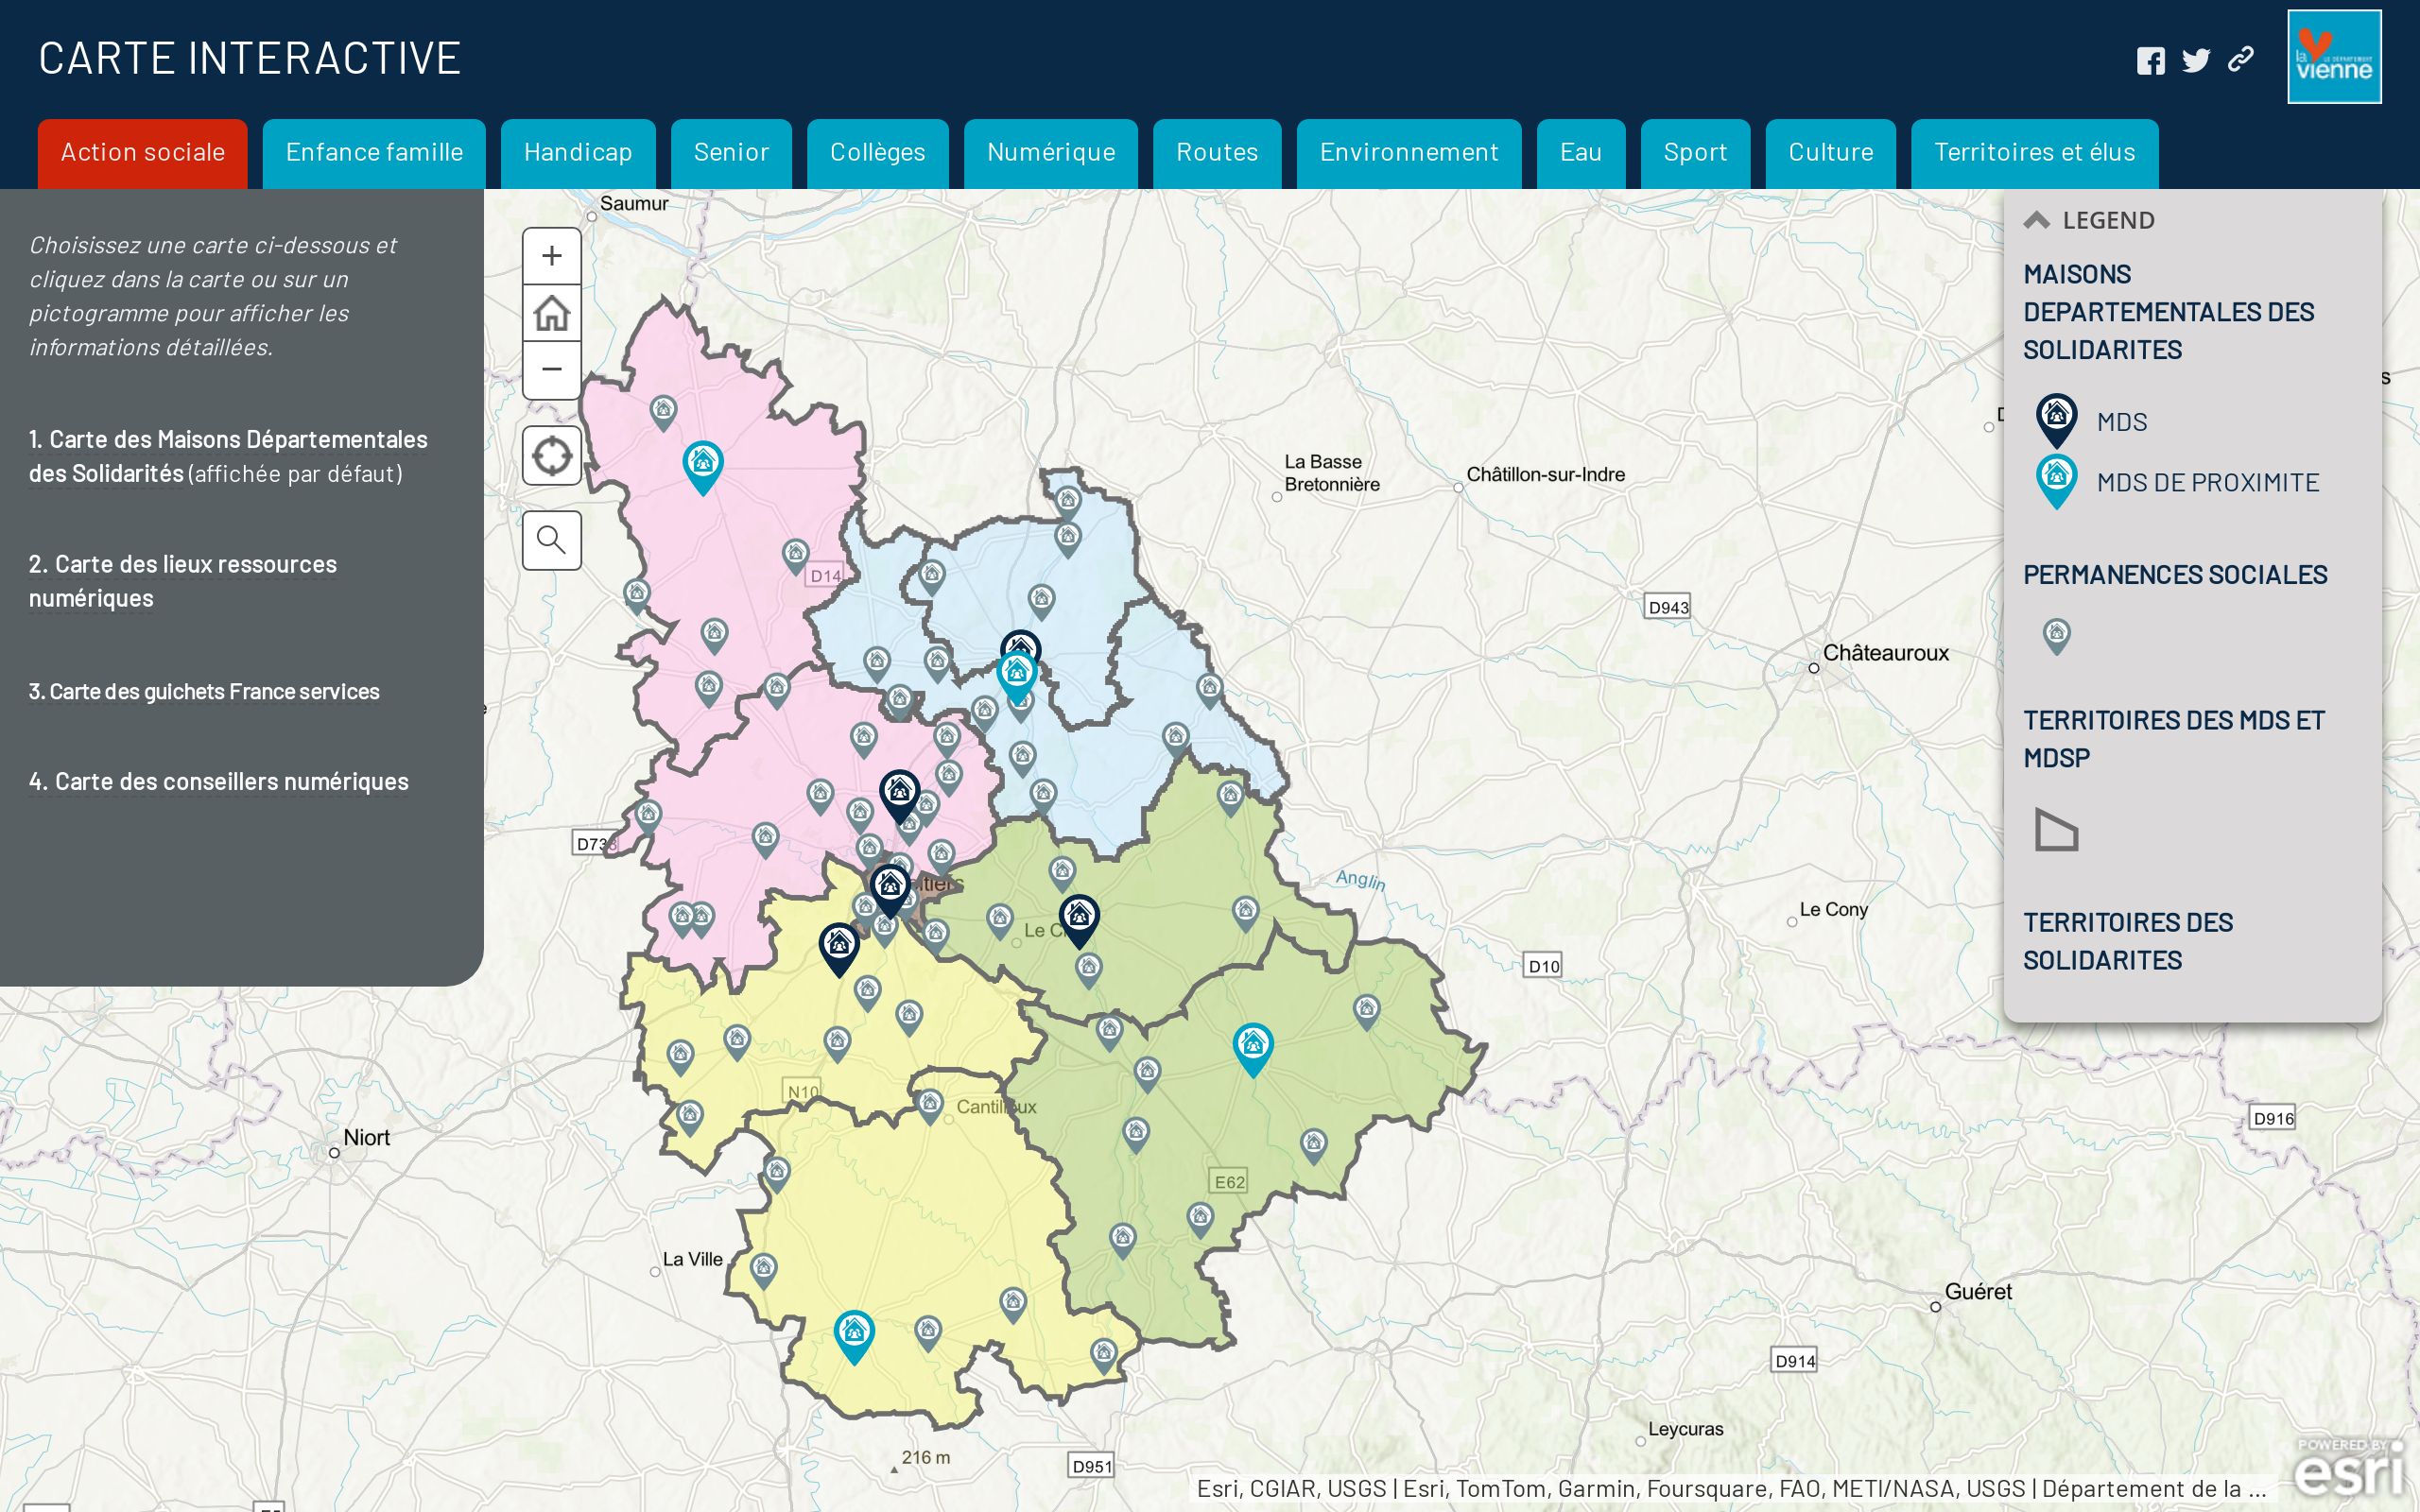 CARTE INTERACTIVE
la
LE DÉPARTEMENT
vienne
Action sociale
Enfance famille
Handicap
Senior
Collèges
Numérique
Routes
Environnement
Eau
Sport
Culture
Territoires et élus
Choisissez une carte ci-dessous et
cliquez dans la carte ou sur un
pictogramme pour afficher les
informations détaillées.
1. Carte des Maisons Départementales
des Solidarités (affichée par défaut)
2. Carte des lieux ressources
numériques
3. Carte des guichets France services
4. Carte des conseillers numériques
Saumur
La Basse
Bretonnière
Châtillon-sur-Indre
D14
D943
Châteauroux
Anglin
Le Cony
D10
N10
Niort
D916
E62
La Ville
Guéret
D914
Leycuras
216 m
D951
LEGEND
MAISONS
DEPARTEMENTALES DES
SOLIDARITES
MDS
MDS DE PROXIMITE
PERMANENCES SOCIALES
TERRITOIRES DES MDS ET
MDSP
TERRITOIRES DES
SOLIDARITES
Esri, CGIAR, USGS | Esri, TomTom, Garmin, Foursquare, FAO, METI/NASA, USGS | Département de la ...
POWERED BY
esri